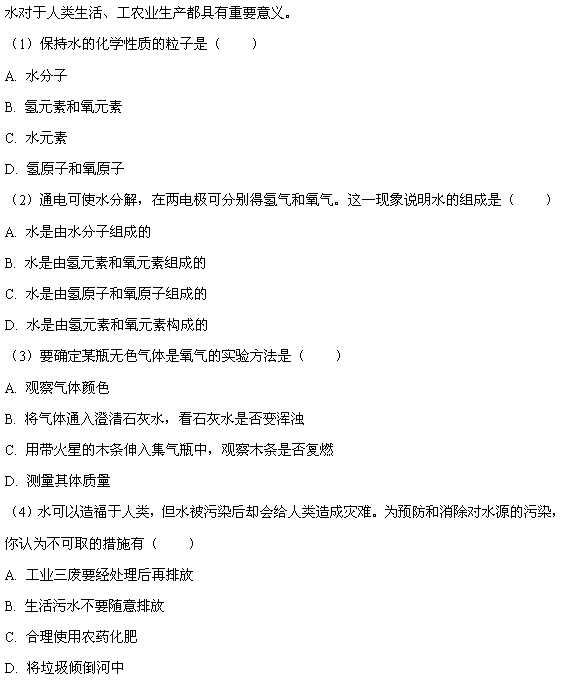 水对于人类生活、工农业生产都具有重要意义。
（1）保持水的化学性质的粒子是（　　）
A. 水分子
B. 氢元素和氧元素
C. 水元素
D. 氢原子和氧原子
（2）通电可使水分解，在两电极可分别得氢气和氧气。这一现象说明水的组成是（　　）
A. 水是由水分子组成的
B. 水是由氢元素和氧元素组成的
C. 水是由氢原子和氧原子组成的
D. 水是由氢元素和氧元素构成的
（3）要确定某瓶无色气体是氧气的实验方法是（　　）
A. 观察气体颜色
B. 将气体通入澄清石灰水，看石灰水是否变浑浊
C. 用带火星的木条伸入集气瓶中，观察木条是否复燃
D. 测量其体质量
（4）水可以造福于人类，但水被污染后却会给人类造成灾难。为预防和消除对水源的污染，
你认为不可取的措施有（　　）
A. 工业三废要经处理后再排放
B. 生活污水不要随意排放
C. 合理使用农药化肥
D. 将垃圾倾倒河中